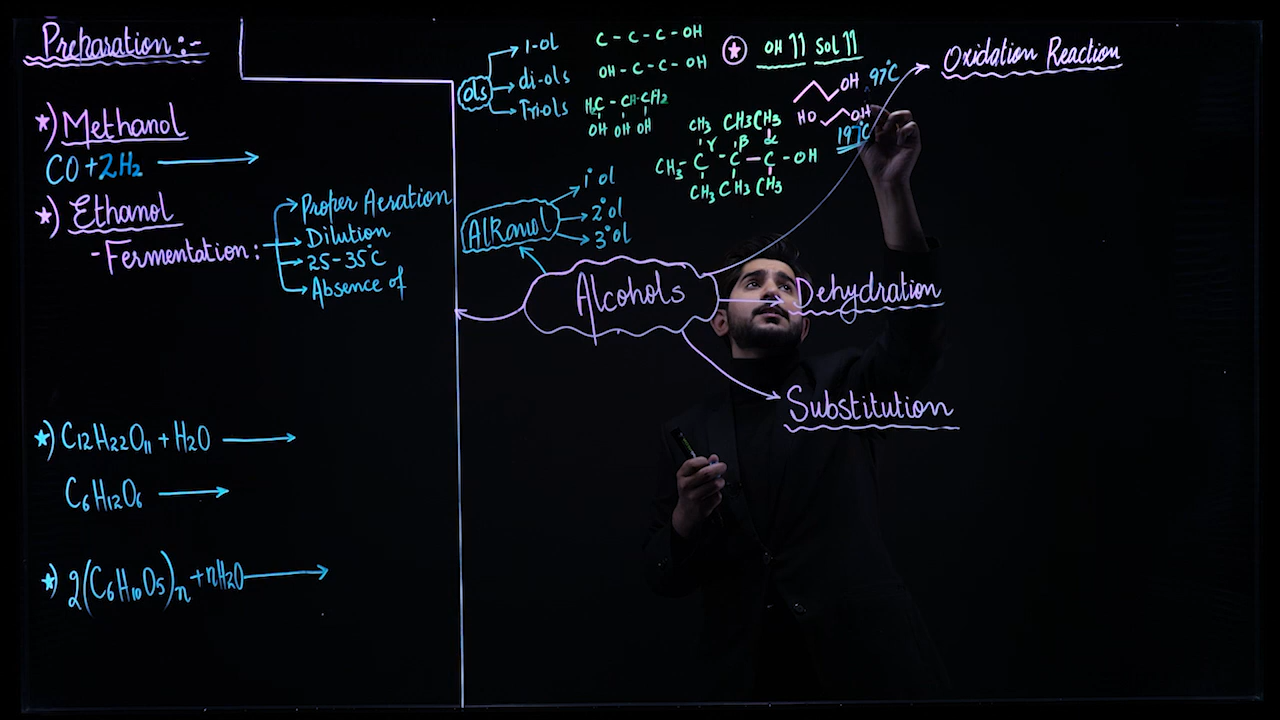 Preparation :-
*) Methanol
CO + 2H2 ⟶
*) Ethanol
- Fermentation :
Proper Aeration
Dilution
25-35°C
Absence of
*) C12H22O11 + H2O ⟶
C6H12O6 ⟶
*) 2(C6H10O5)n + nH2O ⟶
ols
1-ol
di-ols
Tri-ols
C - C - C - OH
OH - C - C - OH
H2C - CH - CH2
OH OH OH
* OH ↑↑ Sol ↑↑
OH 97°C
HO OH
197°C
CH3 CH3 CH3
γ β α
CH3 - C - C - C - OH
CH3 CH3 CH3
Alkanol
1° ol
2° ol
3° ol
Alcohols
Oxidation Reaction
Dehydration
Substitution